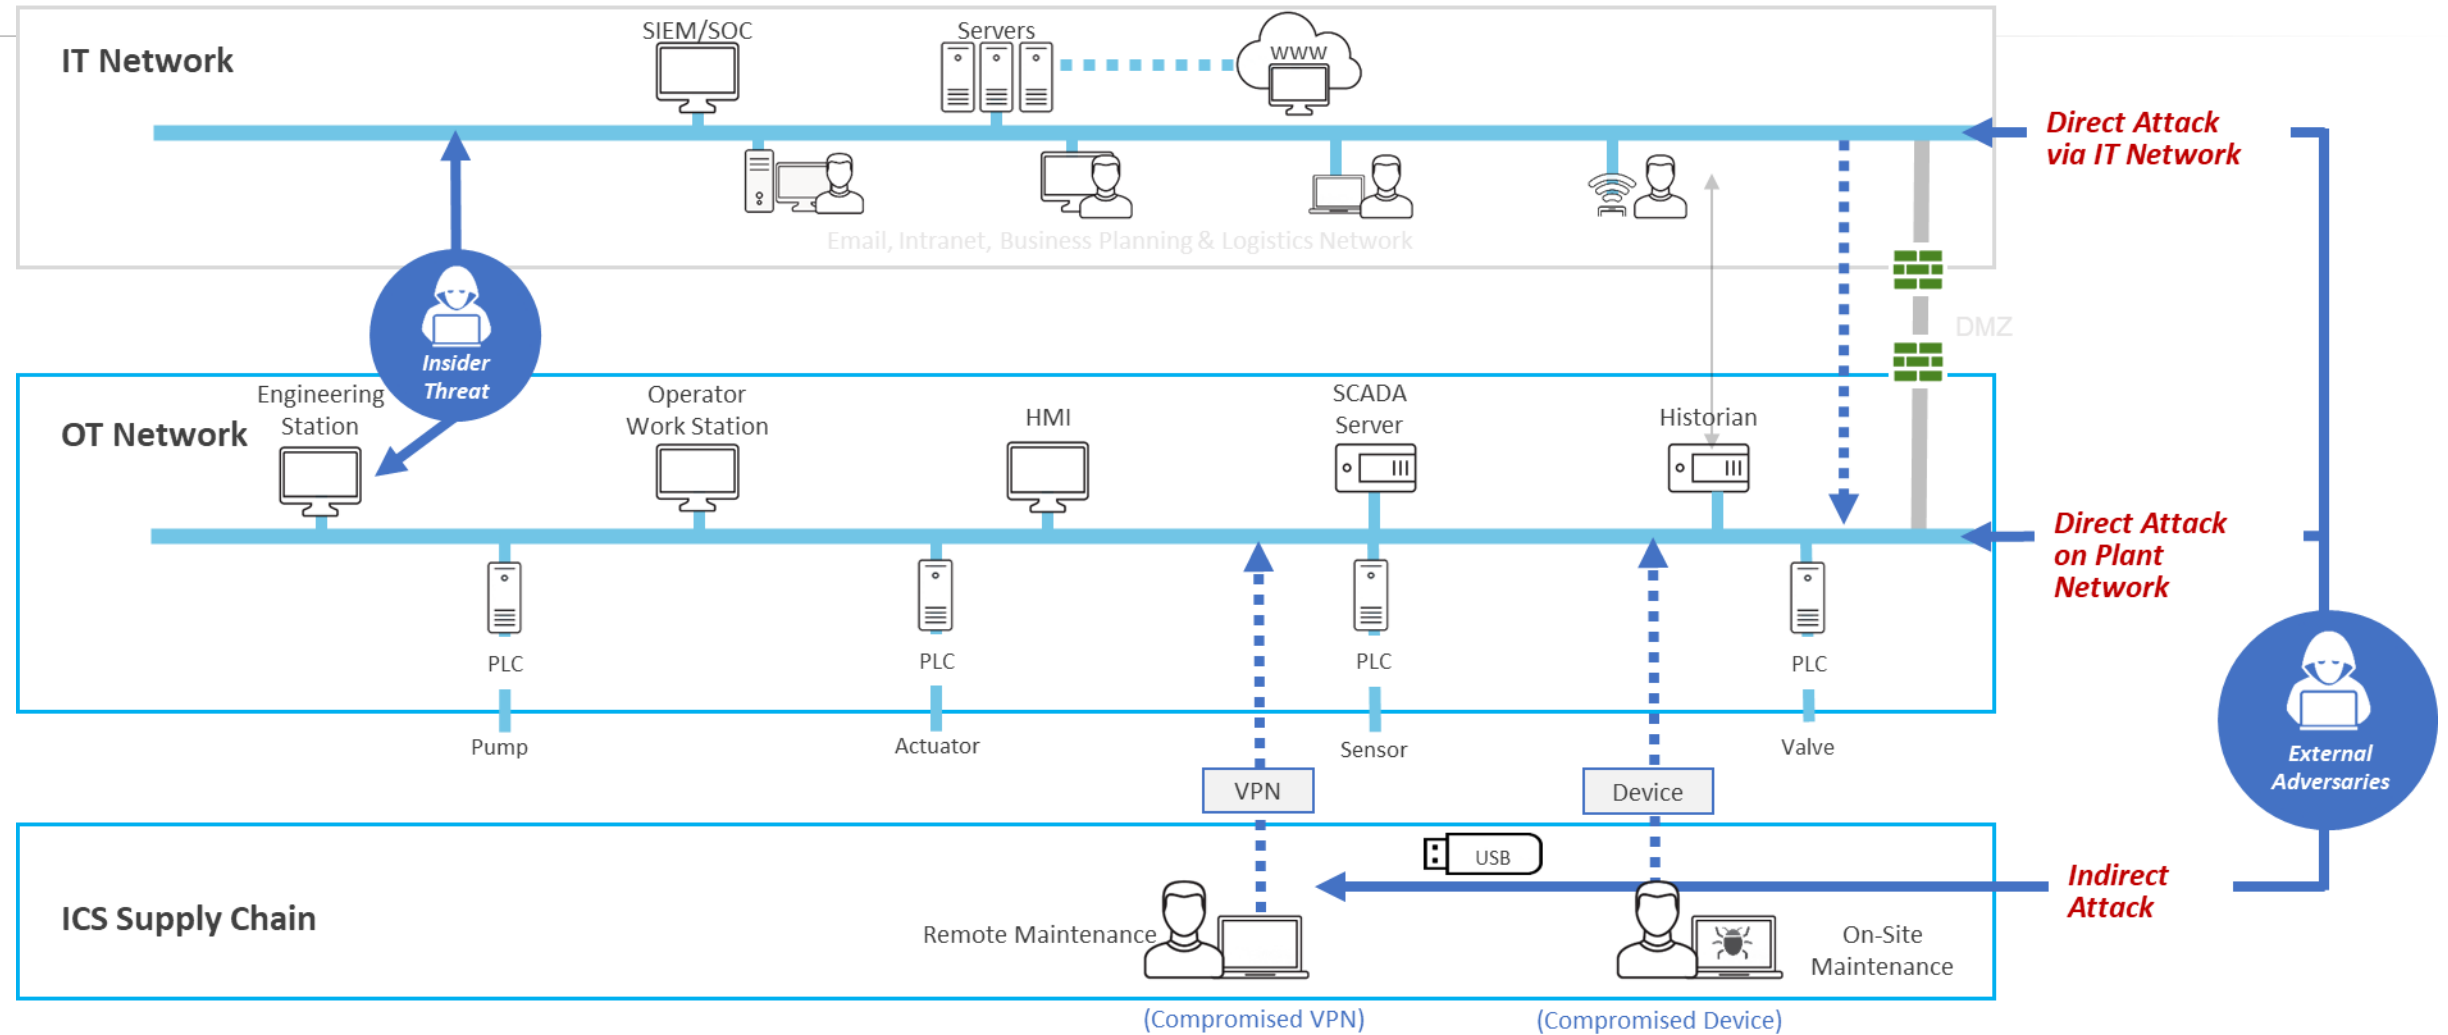 SIEM/SOC
Servers
WWW
IT Network
Direct Attack
via IT Network
Email, Intranet, Business Planning & Logistics Network
DMZ
Insider
Threat
Engineering
Station
Operator
Work Station
HMI
SCADA
Server
Historian
OT Network
Direct Attack
on Plant
Network
PLC
PLC
PLC
PLC
Pump
Actuator
Sensor
Valve
External
Adversaries
VPN
Device
USB
Indirect
Attack
ICS Supply Chain
Remote Maintenance
On-Site
Maintenance
(Compromised VPN)
(Compromised Device)